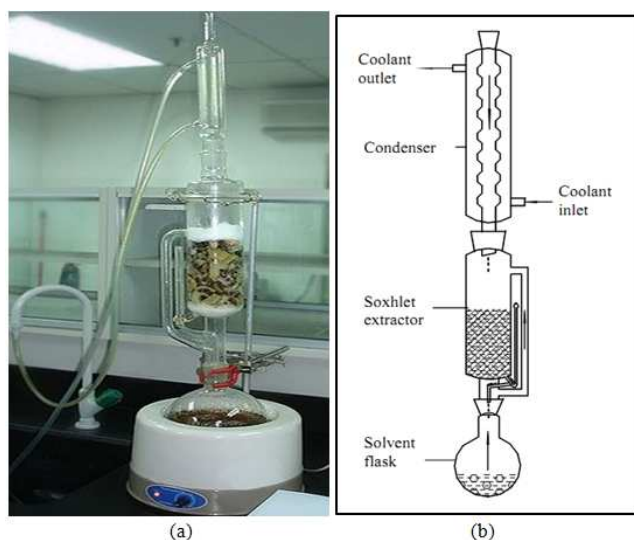 Coolant
outlet
Condenser
Coolant
inlet
Soxhlet
extractor
Solvent
flask
(a)
(b)